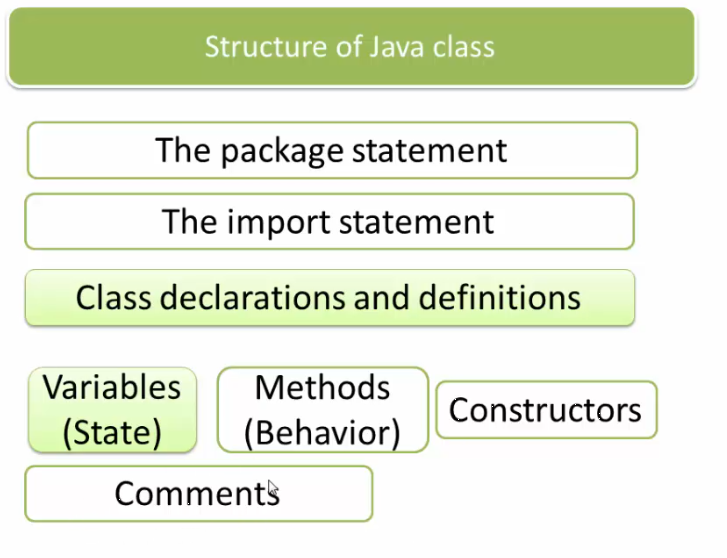 Structure of Java class
The package statement
The import statement
Class declarations and definitions
Variables
(State)
Methods
(Behavior)
Constructors
Comments